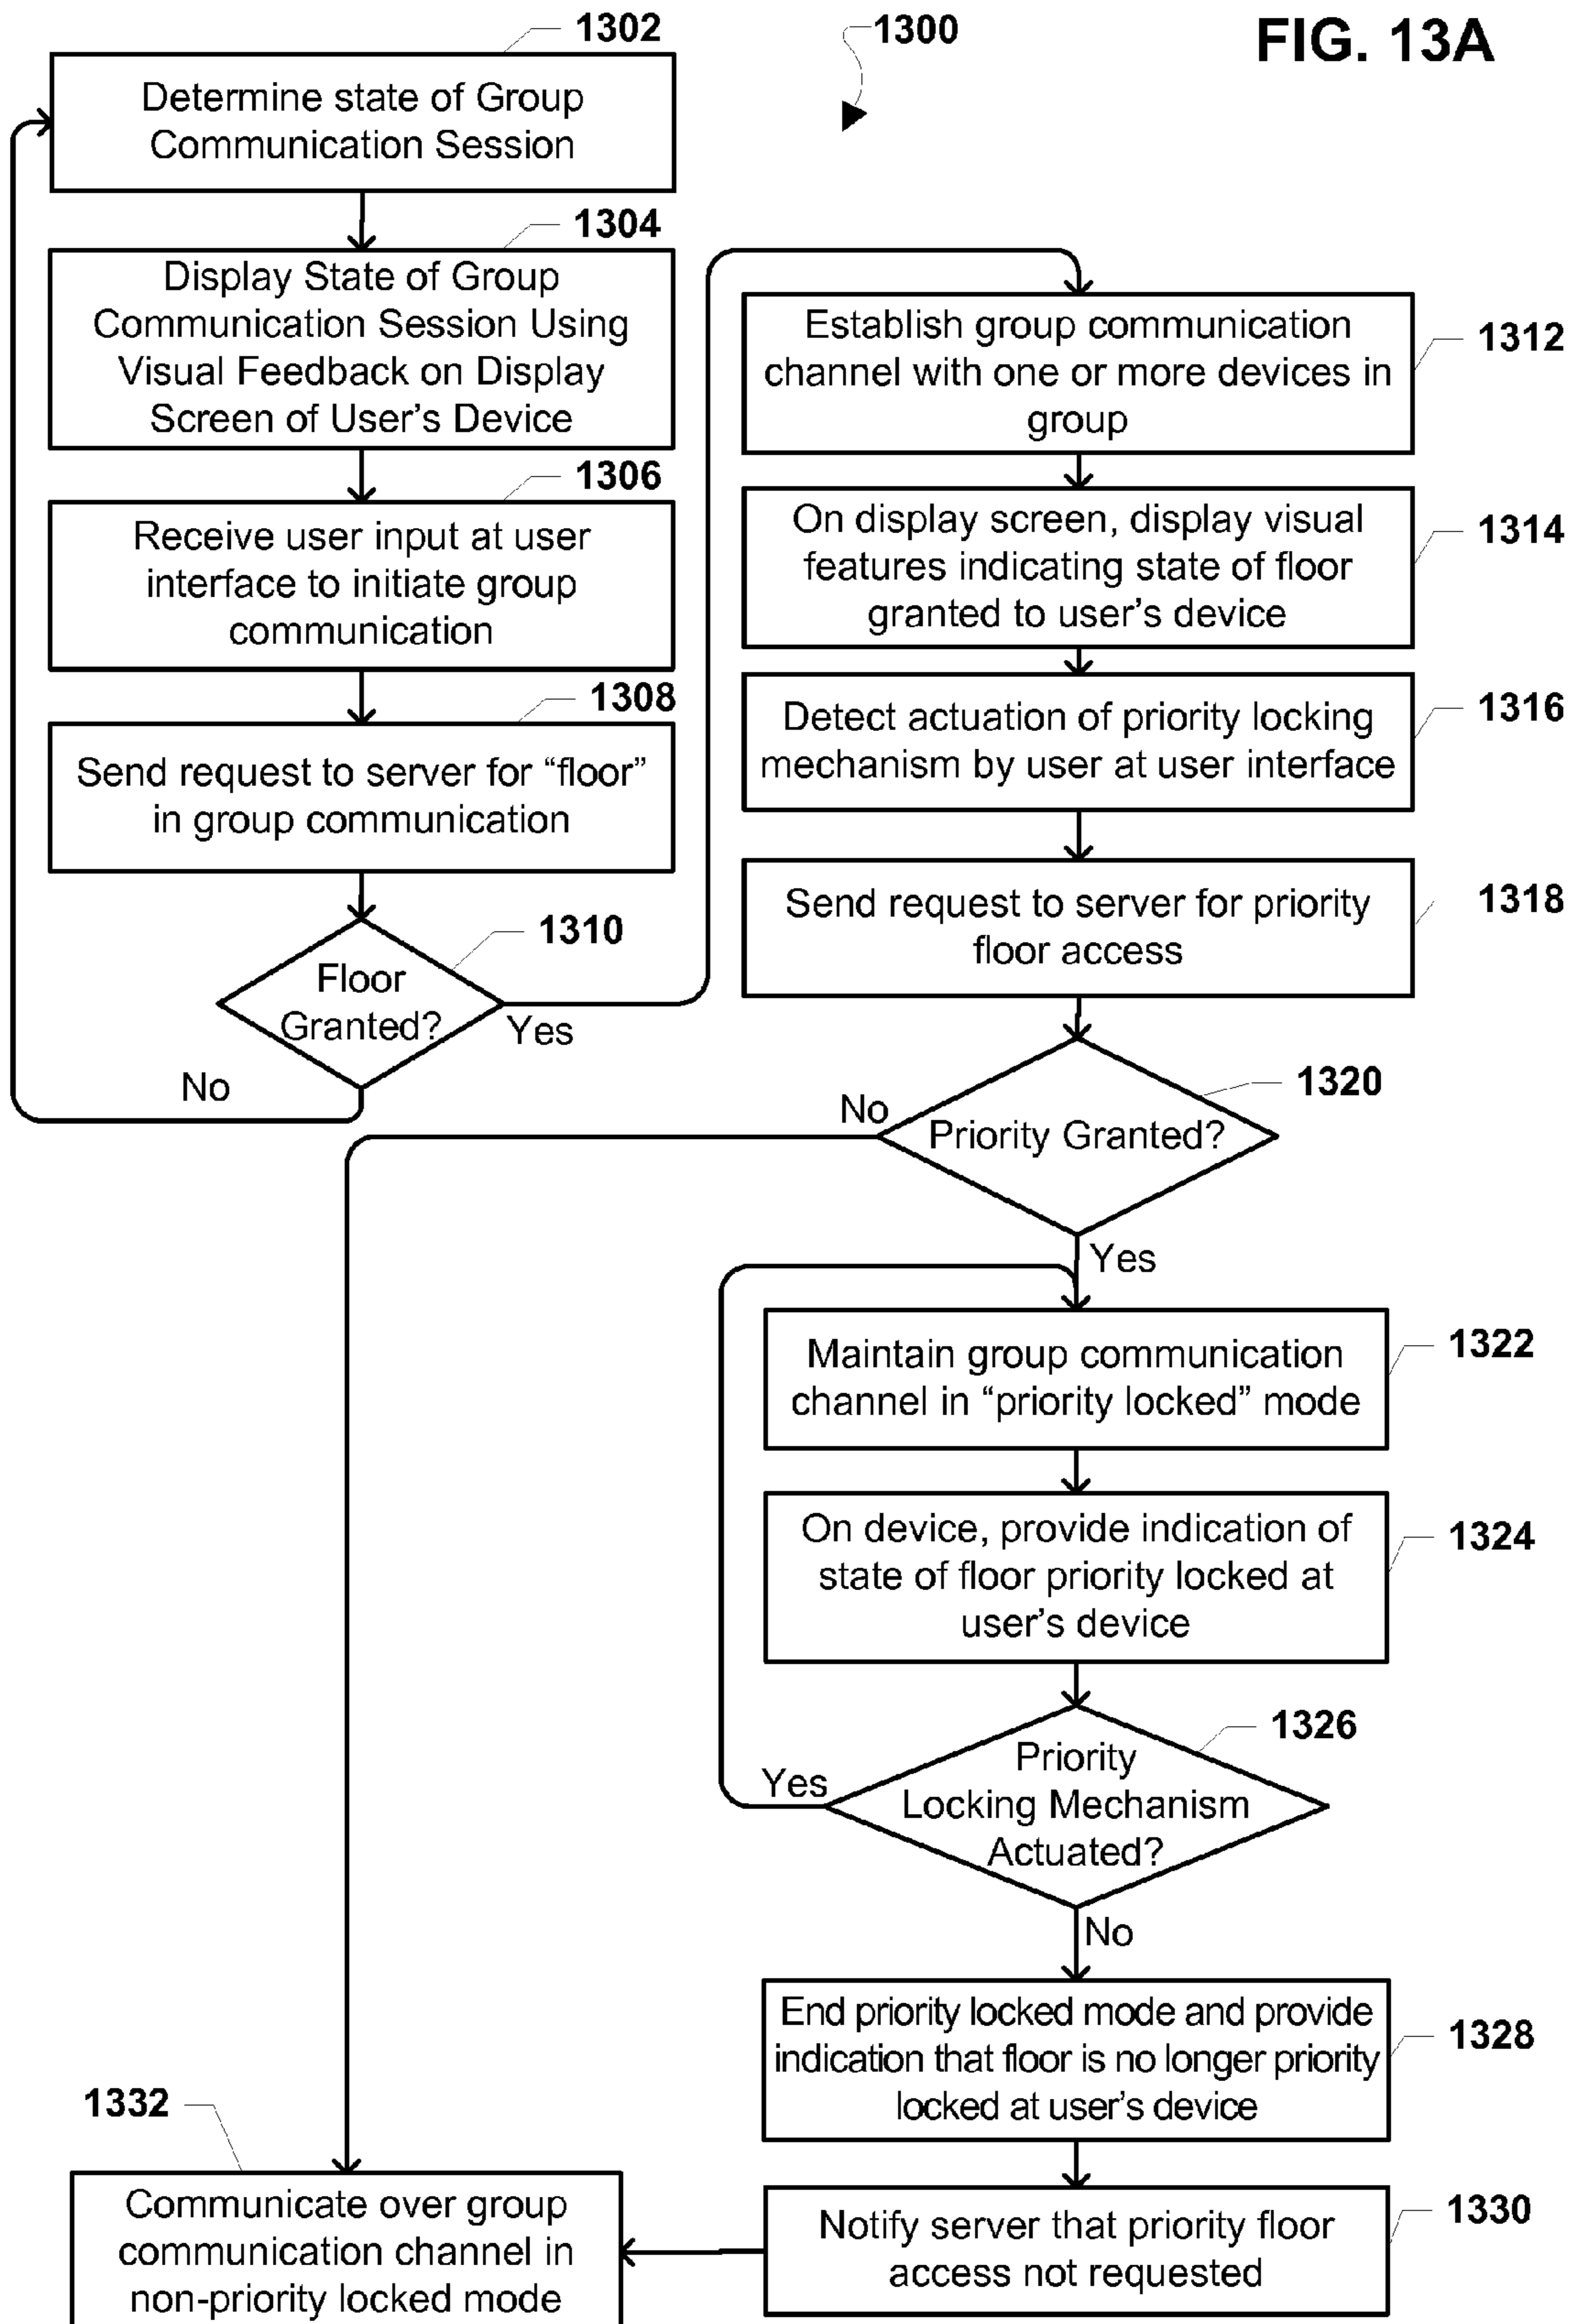 FIG. 13A
1300
1302
Determine state of Group
Communication Session
1304
Display State of Group
Communication Session Using
Visual Feedback on Display
Screen of User’s Device
1306
Receive user input at user
interface to initiate group
communication
1308
Send request to server for “floor”
in group communication
1310
Floor
Granted?
Yes
No
1312
Establish group communication
channel with one or more devices in
group
1314
On display screen, display visual
features indicating state of floor
granted to user’s device
1316
Detect actuation of priority locking
mechanism by user at user interface
1318
Send request to server for priority
floor access
1320
Priority Granted?
No
Yes
1322
Maintain group communication
channel in “priority locked” mode
1324
On device, provide indication of
state of floor priority locked at
user’s device
1326
Priority
Locking Mechanism
Actuated?
Yes
No
1328
End priority locked mode and provide
indication that floor is no longer priority
locked at user’s device
1330
Notify server that priority floor
access not requested
1332
Communicate over group
communication channel in
non-priority locked mode